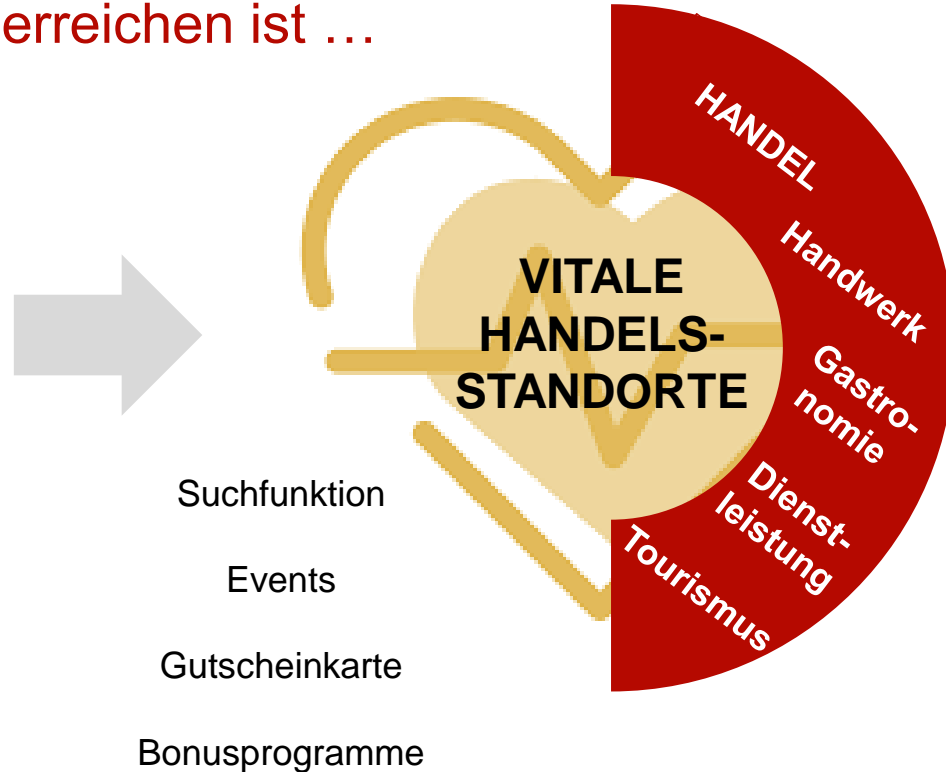 erreichen ist …
HANDEL
Handwerk
Gastro-
nomie
Dienst-
leistung
Tourismus
VITALE
HANDELS-
STANDORTE
Suchfunktion
Events
Gutscheinkarte
Bonusprogramme